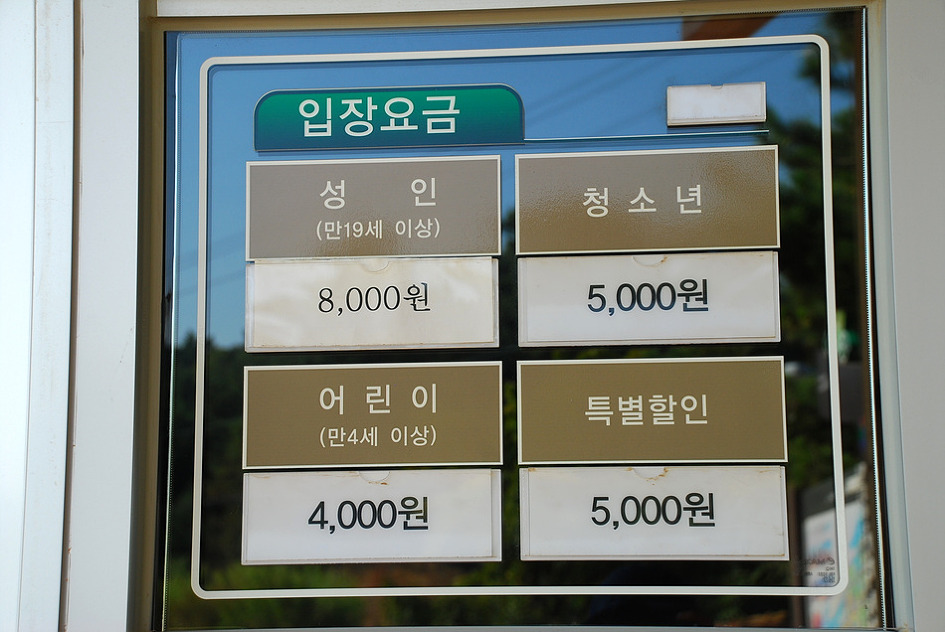 입장요금
성 인
(만19세 이상)
8,000원
청소년
5,000원
어린이
(만4세 이상)
4,000원
특별할인
5,000원